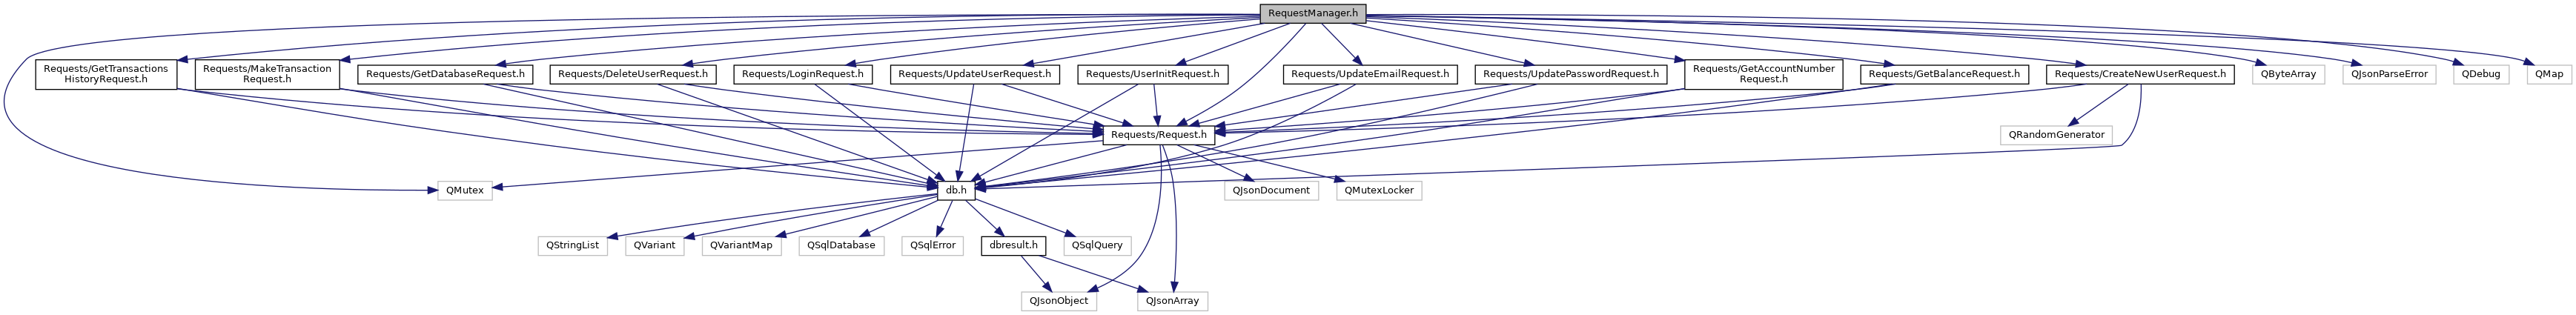 RequestManager.h
Requests/GetTransactions
HistoryRequest.h
Requests/MakeTransaction
Request.h
Requests/GetDatabaseRequest.h
Requests/DeleteUserRequest.h
Requests/LoginRequest.h
Requests/UpdateUserRequest.h
Requests/UserInitRequest.h
Requests/UpdateEmailRequest.h
Requests/UpdatePasswordRequest.h
Requests/GetAccountNumber
Request.h
Requests/GetBalanceRequest.h
Requests/CreateNewUserRequest.h
QByteArray
QJsonParseError
QDebug
QMap
Requests/Request.h
QRandomGenerator
QMutex
db.h
QJsonDocument
QMutexLocker
QStringList
QVariant
QVariantMap
QSqlDatabase
QSqlError
dbresult.h
QSqlQuery
QJsonObject
QJsonArray